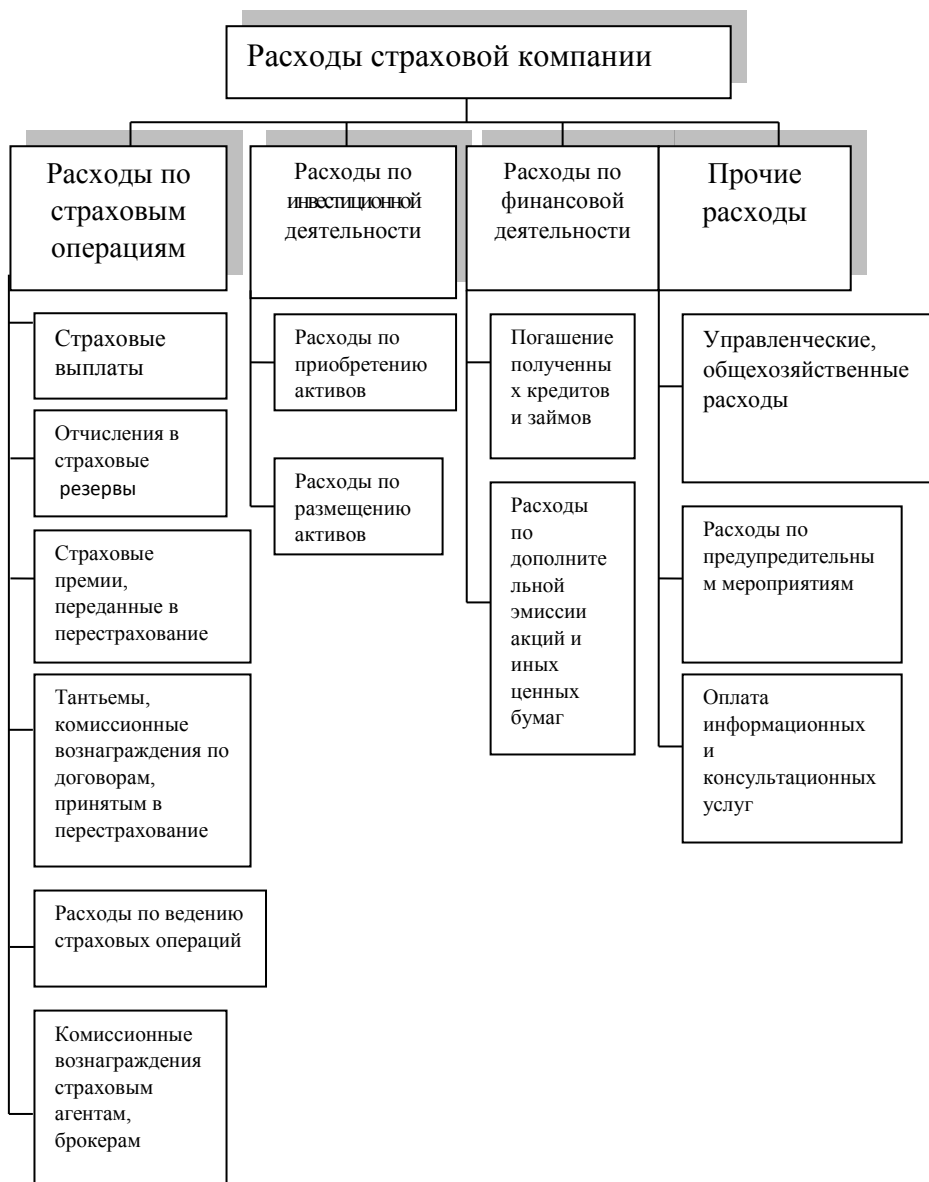 Расходы страховой компании
Расходы по
страховым
операциям
Страховые
выплаты
Отчисления в
страховые
резервы
Страховые
премии,
переданные в
перестрахование
Тантьемы,
комиссионные
вознаграждения по
договорам,
принятым в
перестрахование
Расходы по ведению
страховых операций
Комиссионные
вознаграждения
страховым
агентам,
брокерам
Расходы по
инвестиционной
деятельности
Расходы по
приобретению
активов
Расходы по
размещению
активов
Расходы по
финансовой
деятельности
Погашение
полученны
х кредитов
и займов
Расходы
по
дополните
льной
эмиссии
акций и
иных
ценных
бумаг
Прочие
расходы
Управленческие,
общехозяйственные
расходы
Расходы по
предупредительны
м мероприятиям
Оплата
информационных
и
консультационных
услуг